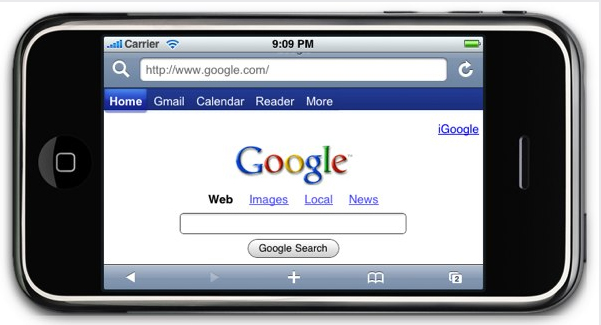 Carrier 9:09 PM
http://www.google.com/
Home Gmail Calendar Reader More
iGoogle
Google™
Web Images Local News
Google Search
2